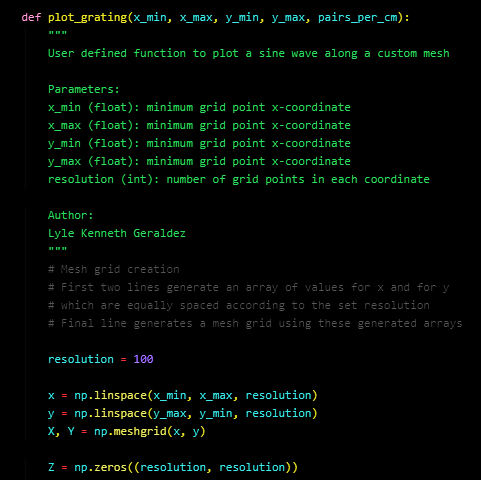 def plot_grating(x_min, x_max, y_min, y_max, pairs_per_cm):
"""
User defined function to plot a sine wave along a custom mesh
Parameters:
x_min (float): minimum grid point x-coordinate
x_max (float): minimum grid point x-coordinate
y_min (float): minimum grid point x-coordinate
y_max (float): minimum grid point x-coordinate
resolution (int): number of grid points in each coordinate
Author:
Lyle Kenneth Geraldez
"""
# Mesh grid creation
# First two lines generate an array of values for x and for y
# which are equally spaced according to the set resolution
# Final line generates a mesh grid using these generated arrays
resolution = 100
x = np.linspace(x_min, x_max, resolution)
y = np.linspace(y_max, y_min, resolution)
X, Y = np.meshgrid(x, y)
Z = np.zeros((resolution, resolution))